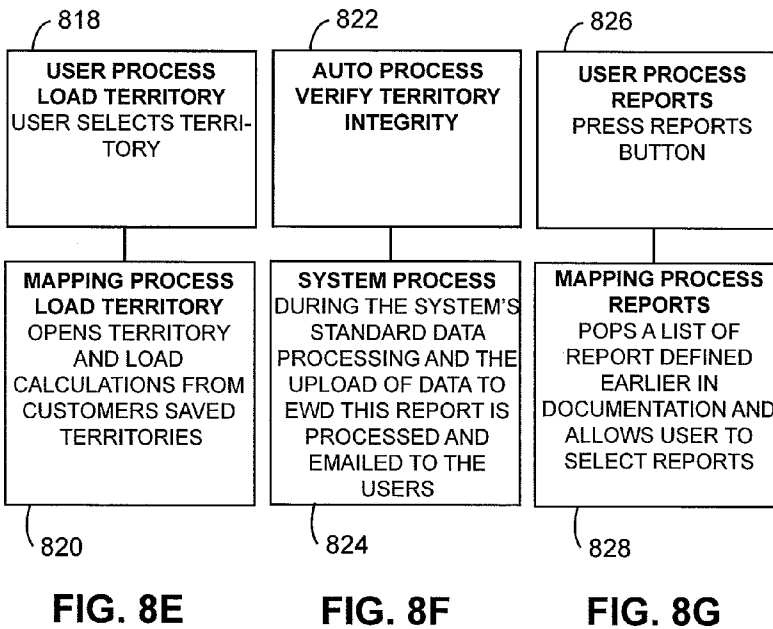 818
USER PROCESS
LOAD TERRITORY
USER SELECTS TERRI-
TORY
MAPPING PROCESS
LOAD TERRITORY
OPENS TERRITORY
AND LOAD
CALCULATIONS FROM
CUSTOMERS SAVED
TERRITORIES
820
FIG. 8E
822
AUTO PROCESS
VERIFY TERRITORY
INTEGRITY
SYSTEM PROCESS
DURING THE SYSTEM'S
STANDARD DATA
PROCESSING AND THE
UPLOAD OF DATA TO
EWD THIS REPORT IS
PROCESSED AND
EMAILED TO THE
USERS
824
FIG. 8F
826
USER PROCESS
REPORTS
PRESS REPORTS
BUTTON
MAPPING PROCESS
REPORTS
POPS A LIST OF
REPORT DEFINED
EARLIER IN
DOCUMENTATION AND
ALLOWS USER TO
SELECT REPORTS
828
FIG. 8G